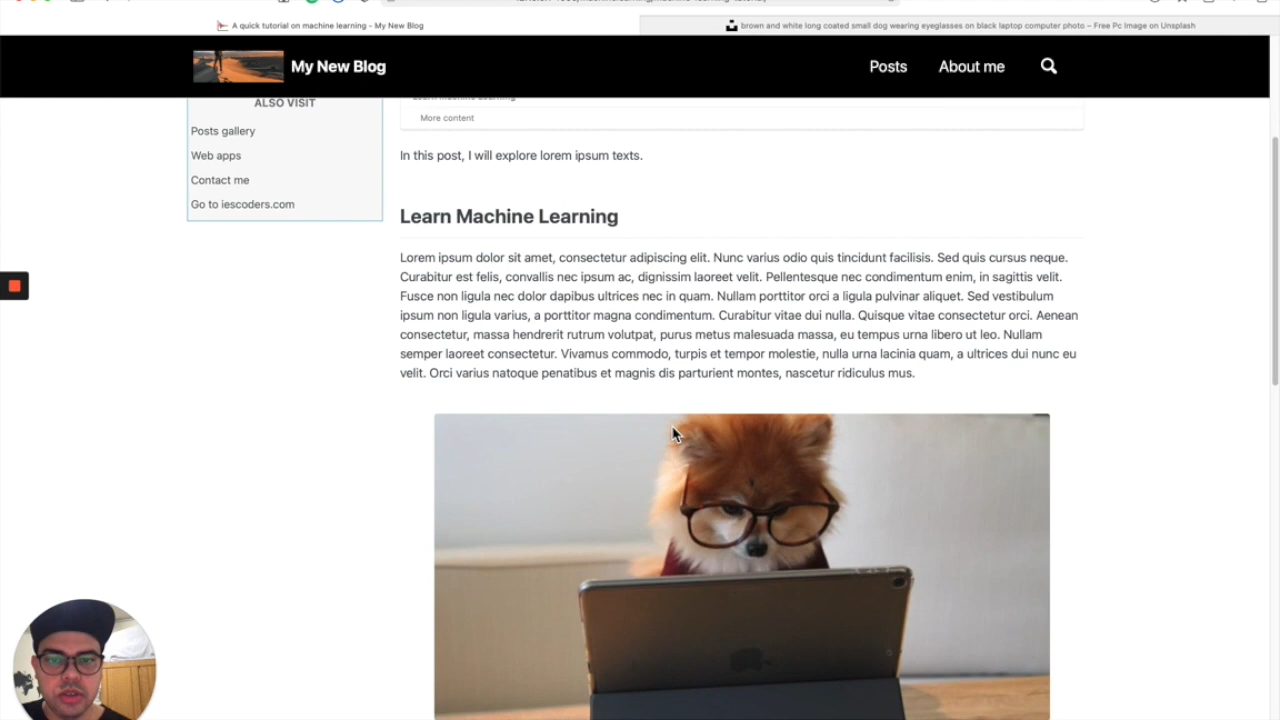 A quick tutorial on machine learning - My New Blog
brown and white long coated small dog wearing eyeglasses on black laptop computer photo – Free Pc Image on Unsplash
My New Blog
Posts
About me
ALSO VISIT
Posts gallery
Web apps
Contact me
Go to iescoders.com
More content
In this post, I will explore lorem ipsum texts.
Learn Machine Learning
Lorem ipsum dolor sit amet, consectetur adipiscing elit. Nunc varius odio quis tincidunt facilisis. Sed quis cursus neque.
Curabitur est felis, convallis nec ipsum ac, dignissim laoreet velit. Pellentesque nec condimentum enim, in sagittis velit.
Fusce non ligula nec dolor dapibus ultrices nec in quam. Nullam porttitor orci a ligula pulvinar aliquet. Sed vestibulum
ipsum non ligula varius, a porttitor magna condimentum. Curabitur vitae dui nulla. Quisque vitae consectetur orci. Aenean
consectetur, massa hendrerit rutrum volutpat, purus metus malesuada massa, eu tempus urna libero ut leo. Nullam
semper laoreet consectetur. Vivamus commodo, turpis et tempor molestie, nulla urna lacinia quam, a ultrices dui nunc eu
velit. Orci varius natoque penatibus et magnis dis parturient montes, nascetur ridiculus mus.